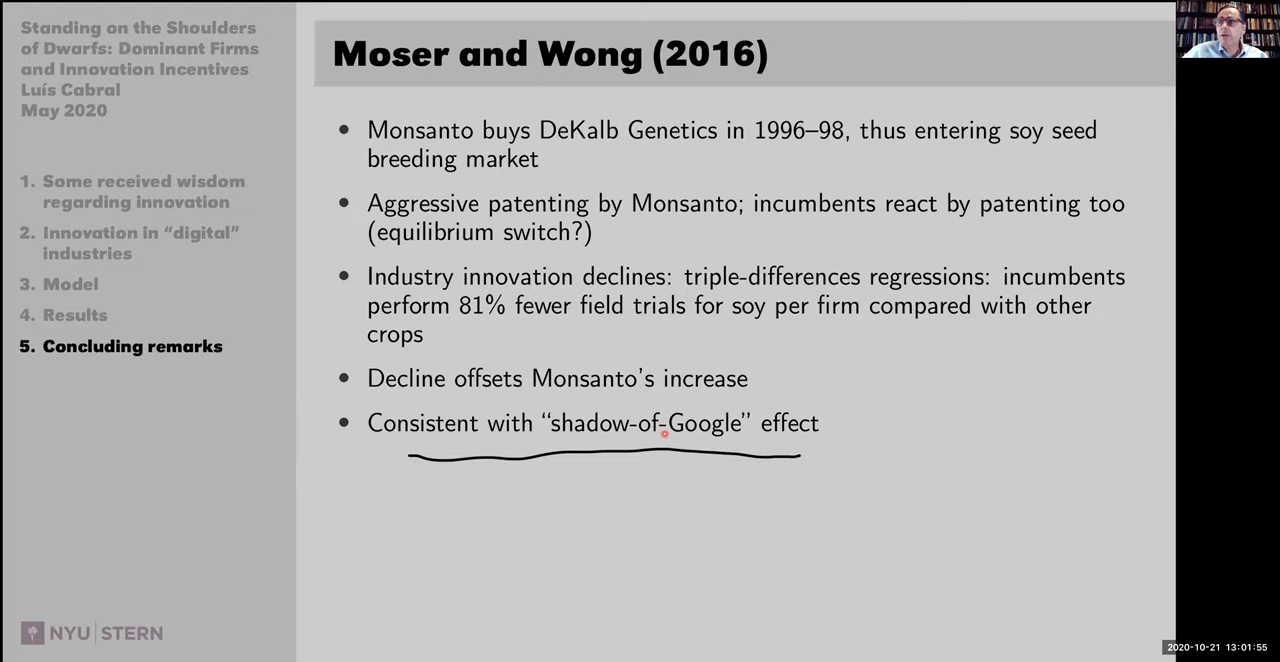 Standing on the Shoulders
of Dwarfs: Dominant Firms
and Innovation Incentives
Luís Cabral
May 2020
1. Some received wisdom
regarding innovation
2. Innovation in “digital”
industries
3. Model
4. Results
5. Concluding remarks
NYU | STERN
Moser and Wong (2016)
• Monsanto buys DeKalb Genetics in 1996–98, thus entering soy seed
breeding market
• Aggressive patenting by Monsanto; incumbents react by patenting too
(equilibrium switch?)
• Industry innovation declines: triple-differences regressions: incumbents
perform 81% fewer field trials for soy per firm compared with other
crops
• Decline offsets Monsanto’s increase
• Consistent with “shadow-of-Google” effect
2020-10-21 13:01:55